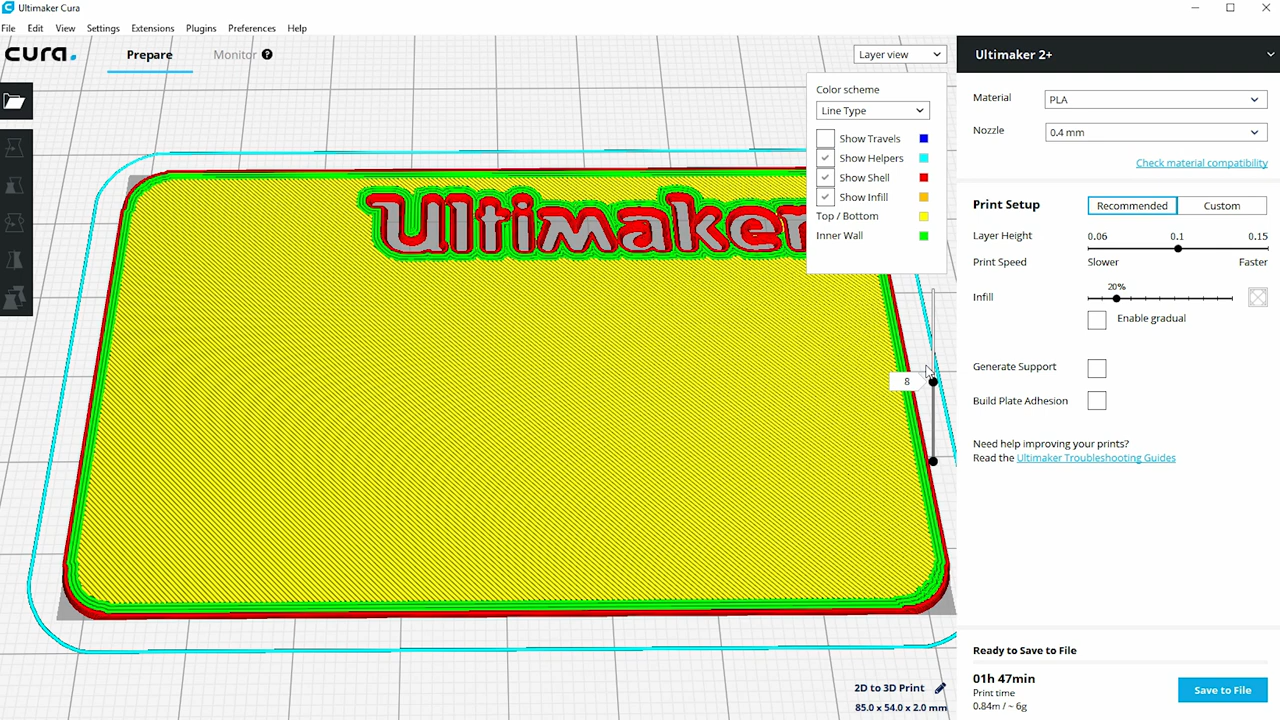 Ultimaker Cura
File Edit View Settings Extensions Plugins Preferences Help
cura.
Prepare
Monitor ?
Layer view
Ultimaker 2+
Color scheme
Line Type
Show Travels
Show Helpers
Show Shell
Show Infill
Top / Bottom
Inner Wall
Ultimaker
8
Material PLA
Nozzle 0.4 mm
Check material compatibility
Print Setup Recommended Custom
Layer Height 0.06 0.1 0.15
Print Speed Slower Faster
20%
Infill
Enable gradual
Generate Support
Build Plate Adhesion
Need help improving your prints?
Read the Ultimaker Troubleshooting Guides
2D to 3D Print
85.0 x 54.0 x 2.0 mm
Ready to Save to File
01h 47min
Print time
0.84m / ~ 6g
Save to File